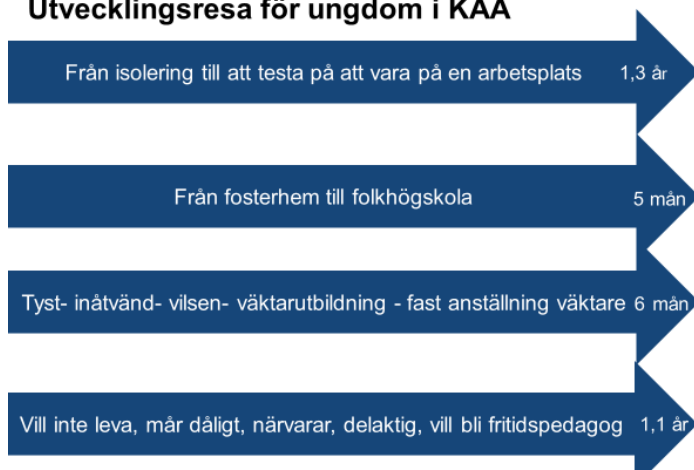 Utvecklingsresa för ungdom i KAA
Från isolering till att testa på att vara på en arbetsplats 1,3 år
Från fosterhem till folkhögskola 5 mån
Tyst- inåtvänd- vilsen- väktarutbildning - fast anställning väktare 6 mån
Vill inte leva, mår dåligt, närvarar, delaktig, vill bli fritidspedagog 1,1 år